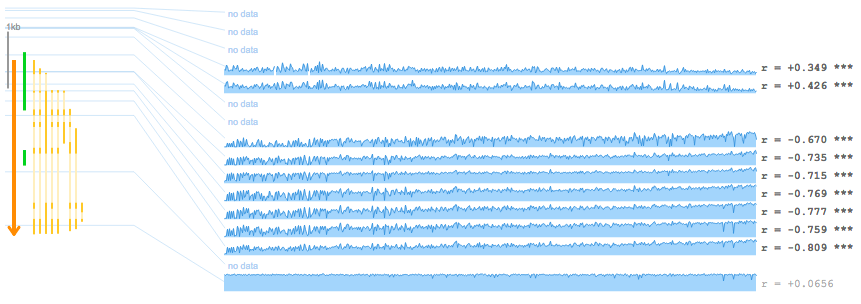 no data
1kb
no data
no data
r = +0.349 ***
r = +0.426 ***
no data
no data
r = -0.670 ***
r = -0.735 ***
r = -0.715 ***
r = -0.769 ***
r = -0.777 ***
r = -0.759 ***
r = -0.809 ***
no data
r = +0.0656